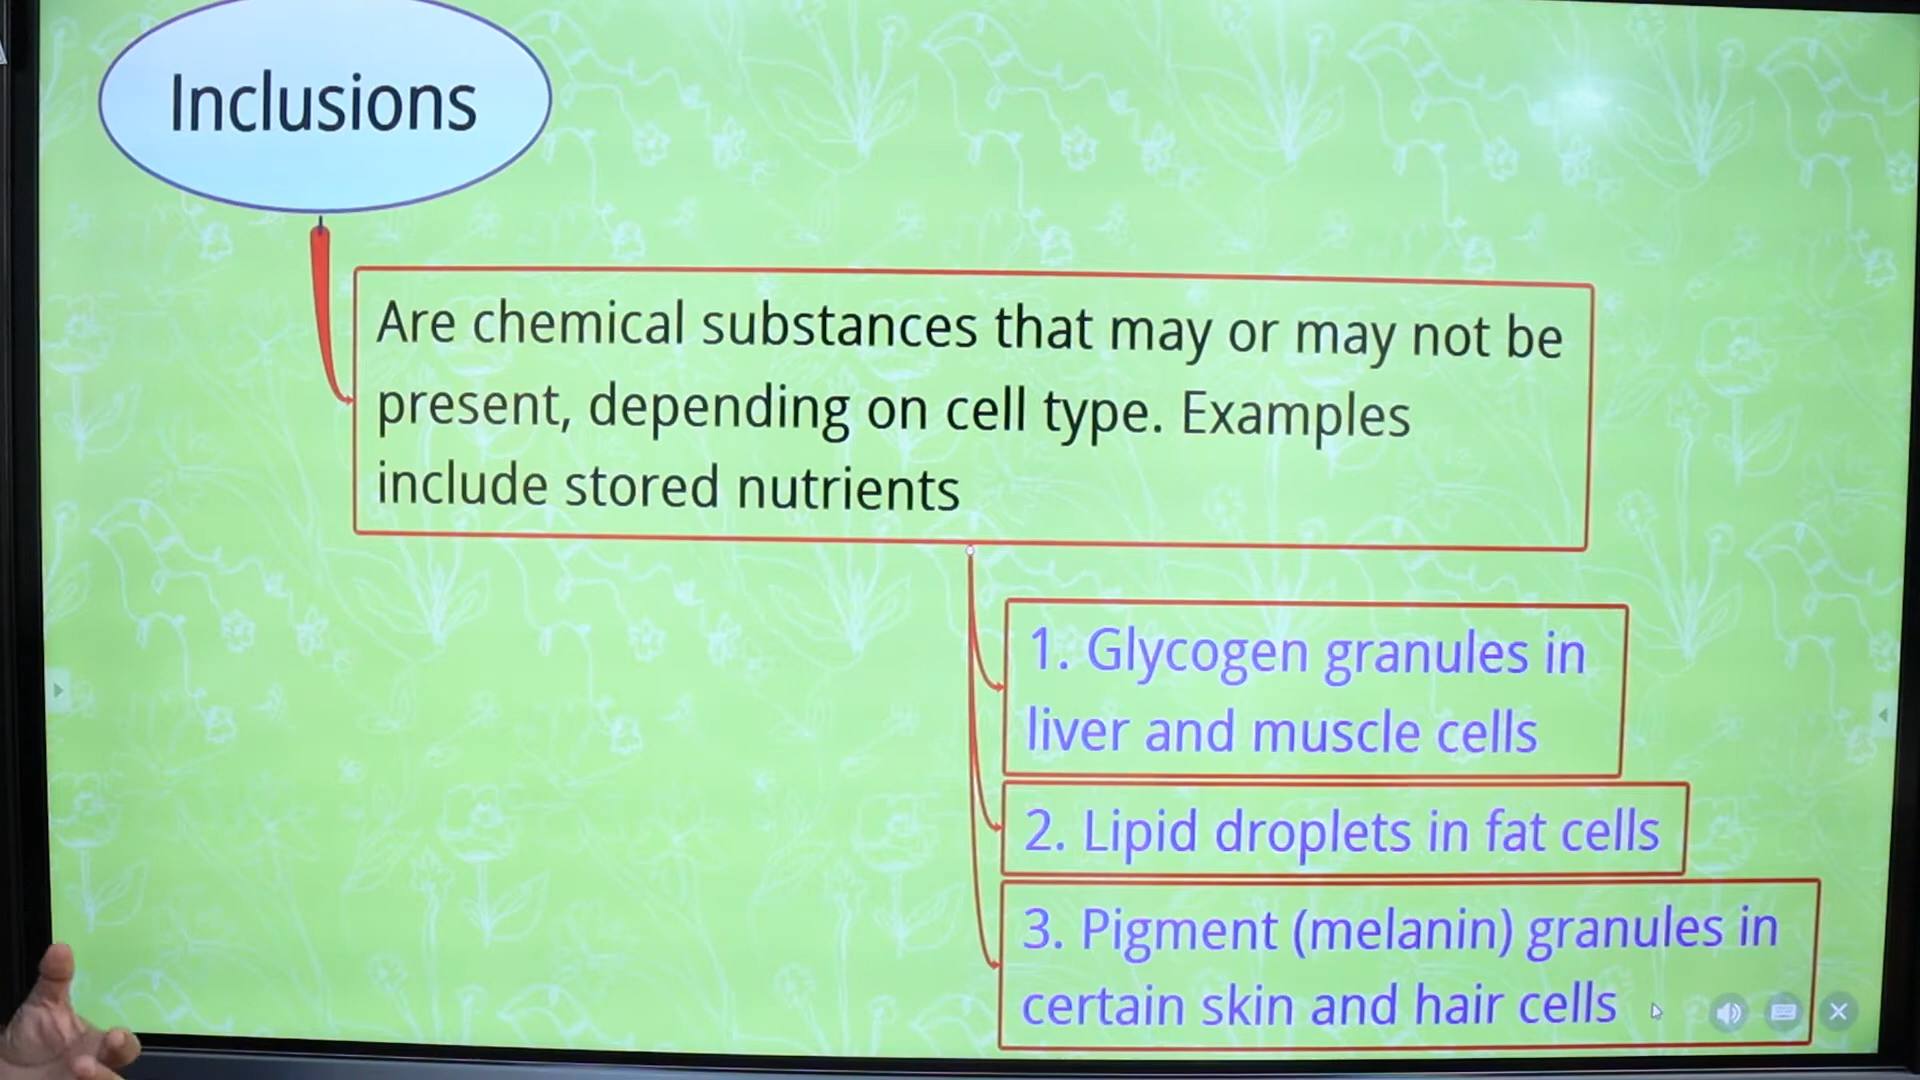 Inclusions
Are chemical substances that may or may not be
present, depending on cell type. Examples
include stored nutrients
1. Glycogen granules in
liver and muscle cells
2. Lipid droplets in fat cells
3. Pigment (melanin) granules in
certain skin and hair cells